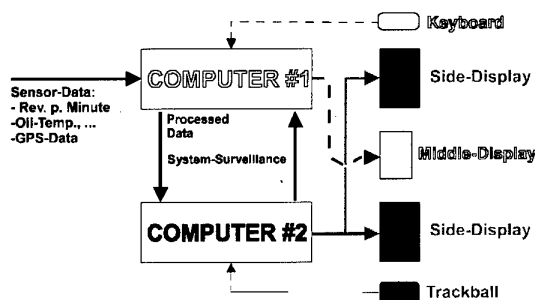 Keyboard
COMPUTER #1
Side-Display
Sensor-Data:
- Rev. p. Minute
-Oil-Temp., ...
-GPS-Data
Processed
Data
System-Surveillance
Middle-Display
COMPUTER #2
Side-Display
Trackball